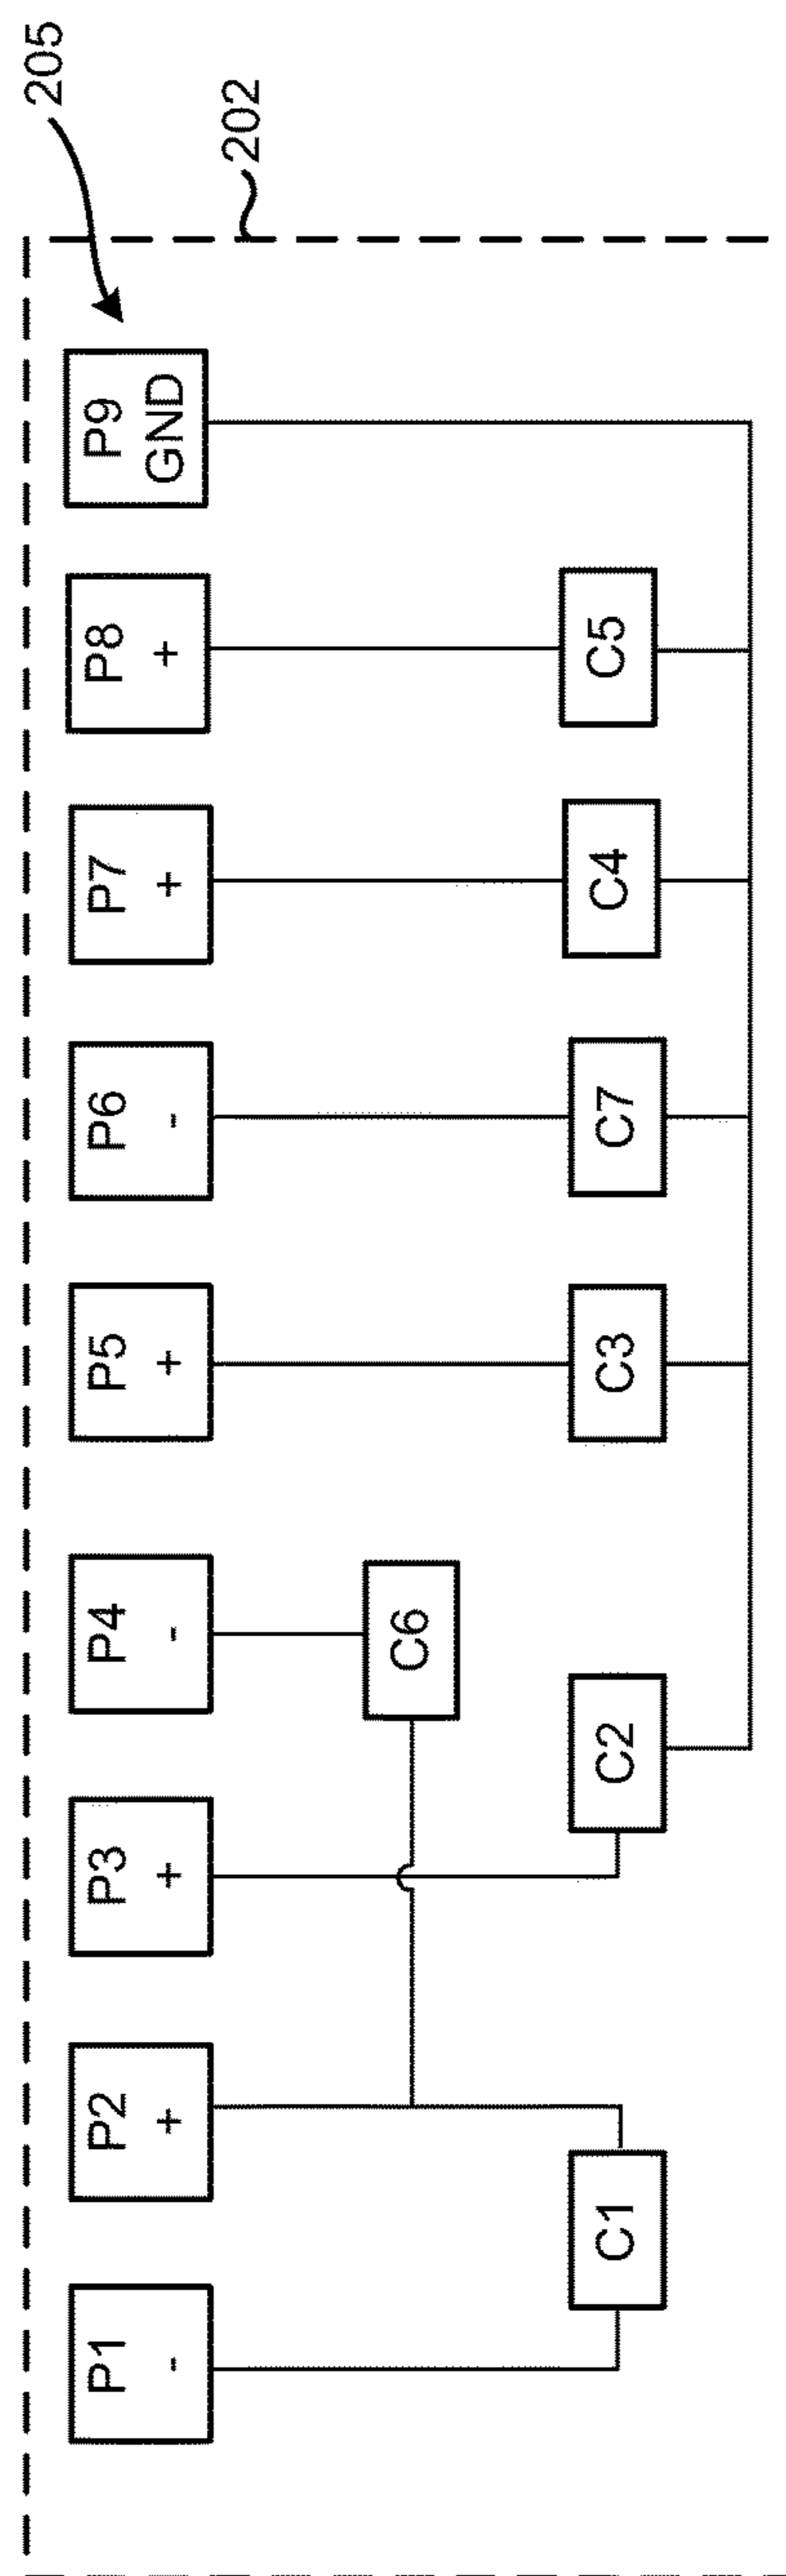 205
202
P1
-
P2
+
P3
+
P4
-
P5
+
P6
-
P7
+
P8
+
P9
GND
C6
C1
C2
C3
C7
C4
C5